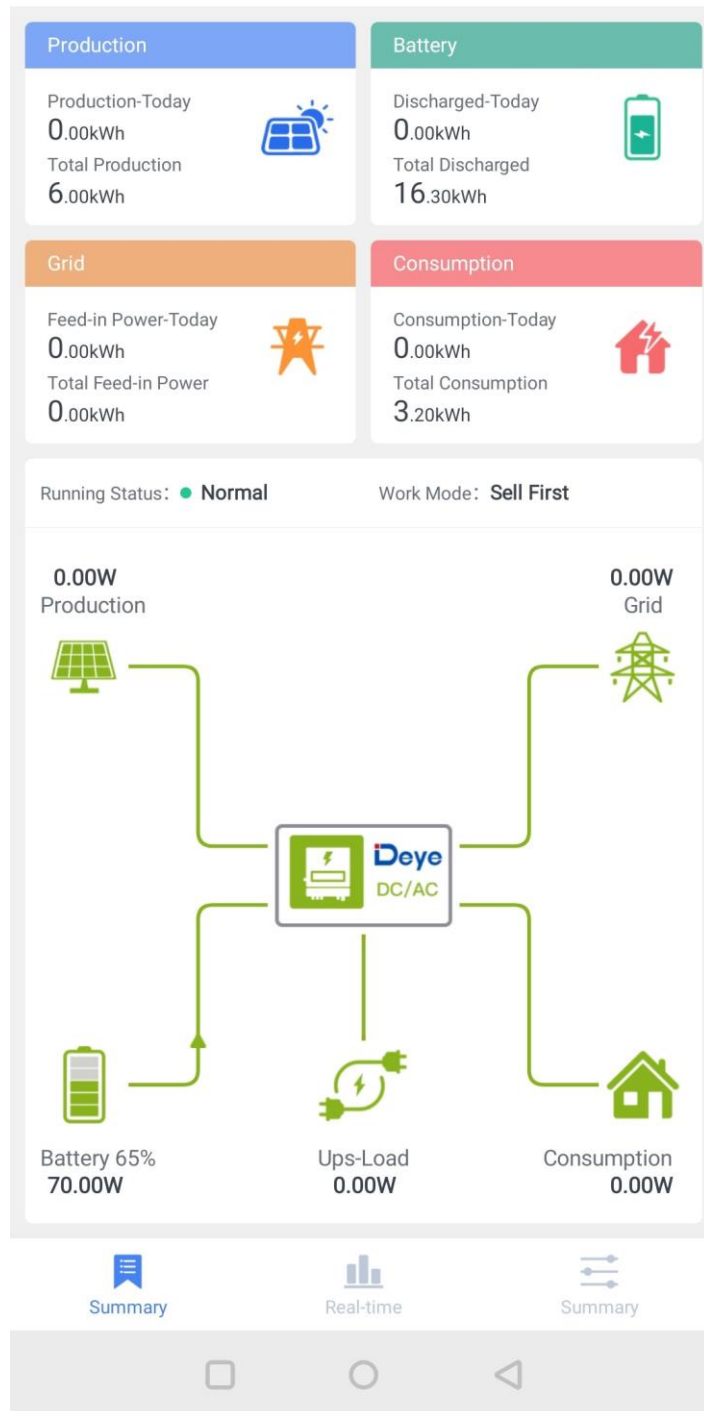 Production
Production-Today
0.00kWh
Total Production
6.00kWh
Battery
Discharged-Today
0.00kWh
Total Discharged
16.30kWh
Grid
Feed-in Power-Today
0.00kWh
Total Feed-in Power
0.00kWh
Consumption
Consumption-Today
0.00kWh
Total Consumption
3.20kWh
Running Status: Normal
Work Mode: Sell First
0.00W
Production
0.00W
Grid
Deye
DC/AC
Battery 65%
70.00W
Ups-Load
0.00W
Consumption
0.00W
Summary
Real-time
Summary